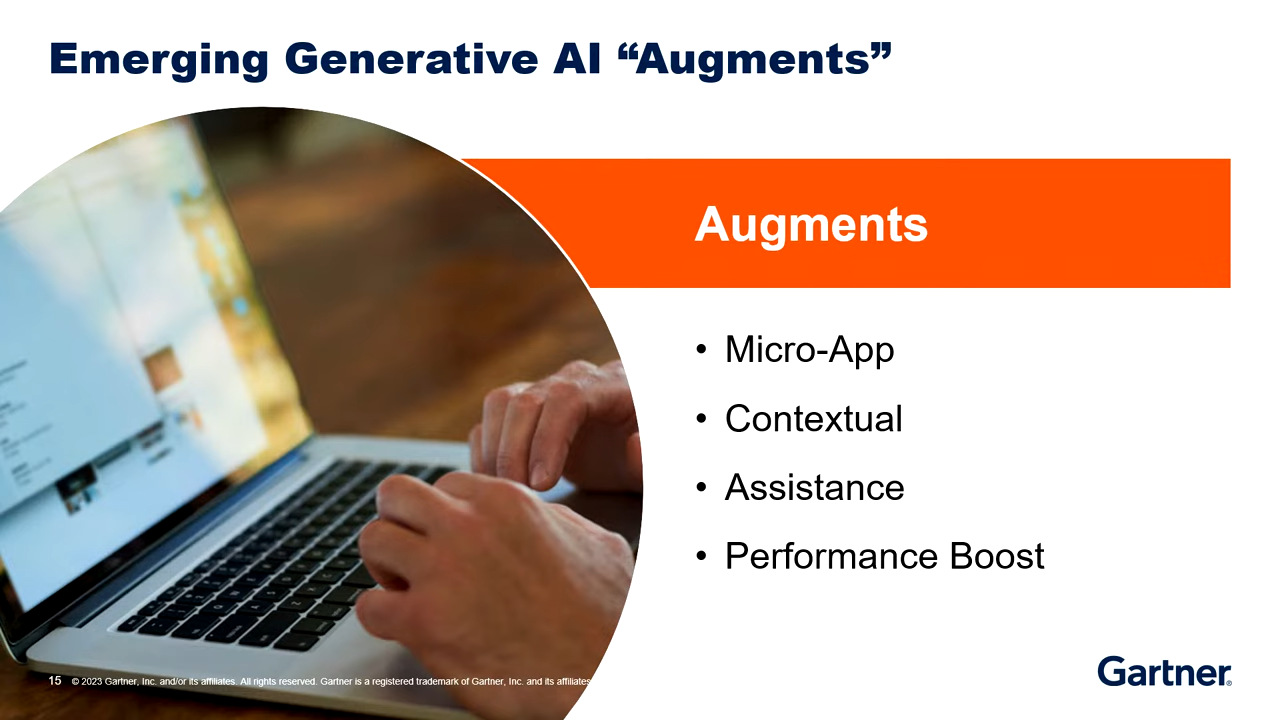 Emerging Generative AI “Augments”
Augments
• Micro-App
• Contextual
• Assistance
• Performance Boost
15 © 2023 Gartner, Inc. and/or its affiliates. All rights reserved. Gartner is a registered trademark of Gartner, Inc. and its affiliates
Gartner®